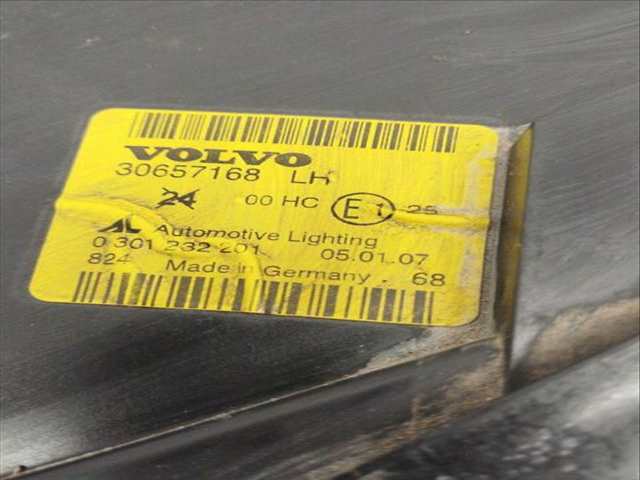 VOLVO
30657168 LH
24 00 HC E 1 25
AL Automotive Lighting
0 301 232 201 05.01.07
824 Made in Germany . 68